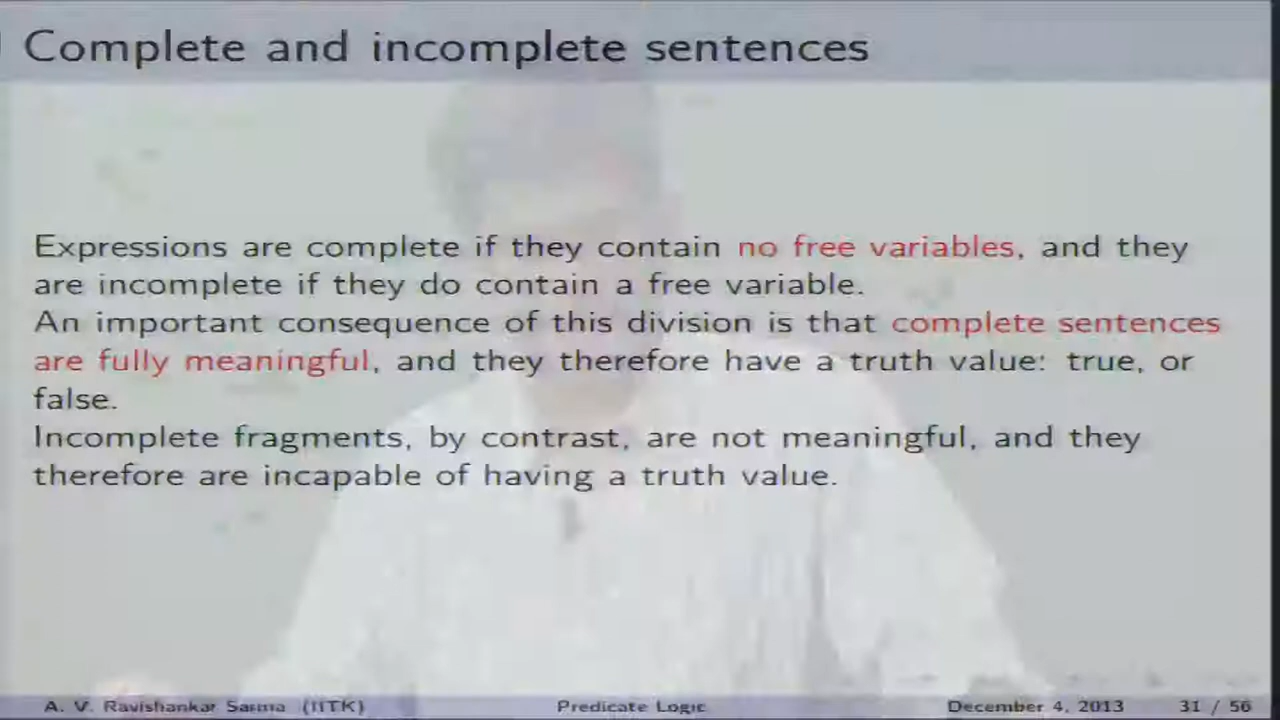 Complete and incomplete sentences
Expressions are complete if they contain no free variables, and they
are incomplete if they do contain a free variable.
An important consequence of this division is that complete sentences
are fully meaningful, and they therefore have a truth value: true, or
false.
Incomplete fragments, by contrast, are not meaningful, and they
therefore are incapable of having a truth value.
A. V. Ravishankar Sarma (IITK) Predicate Logic December 4, 2013 31 / 56